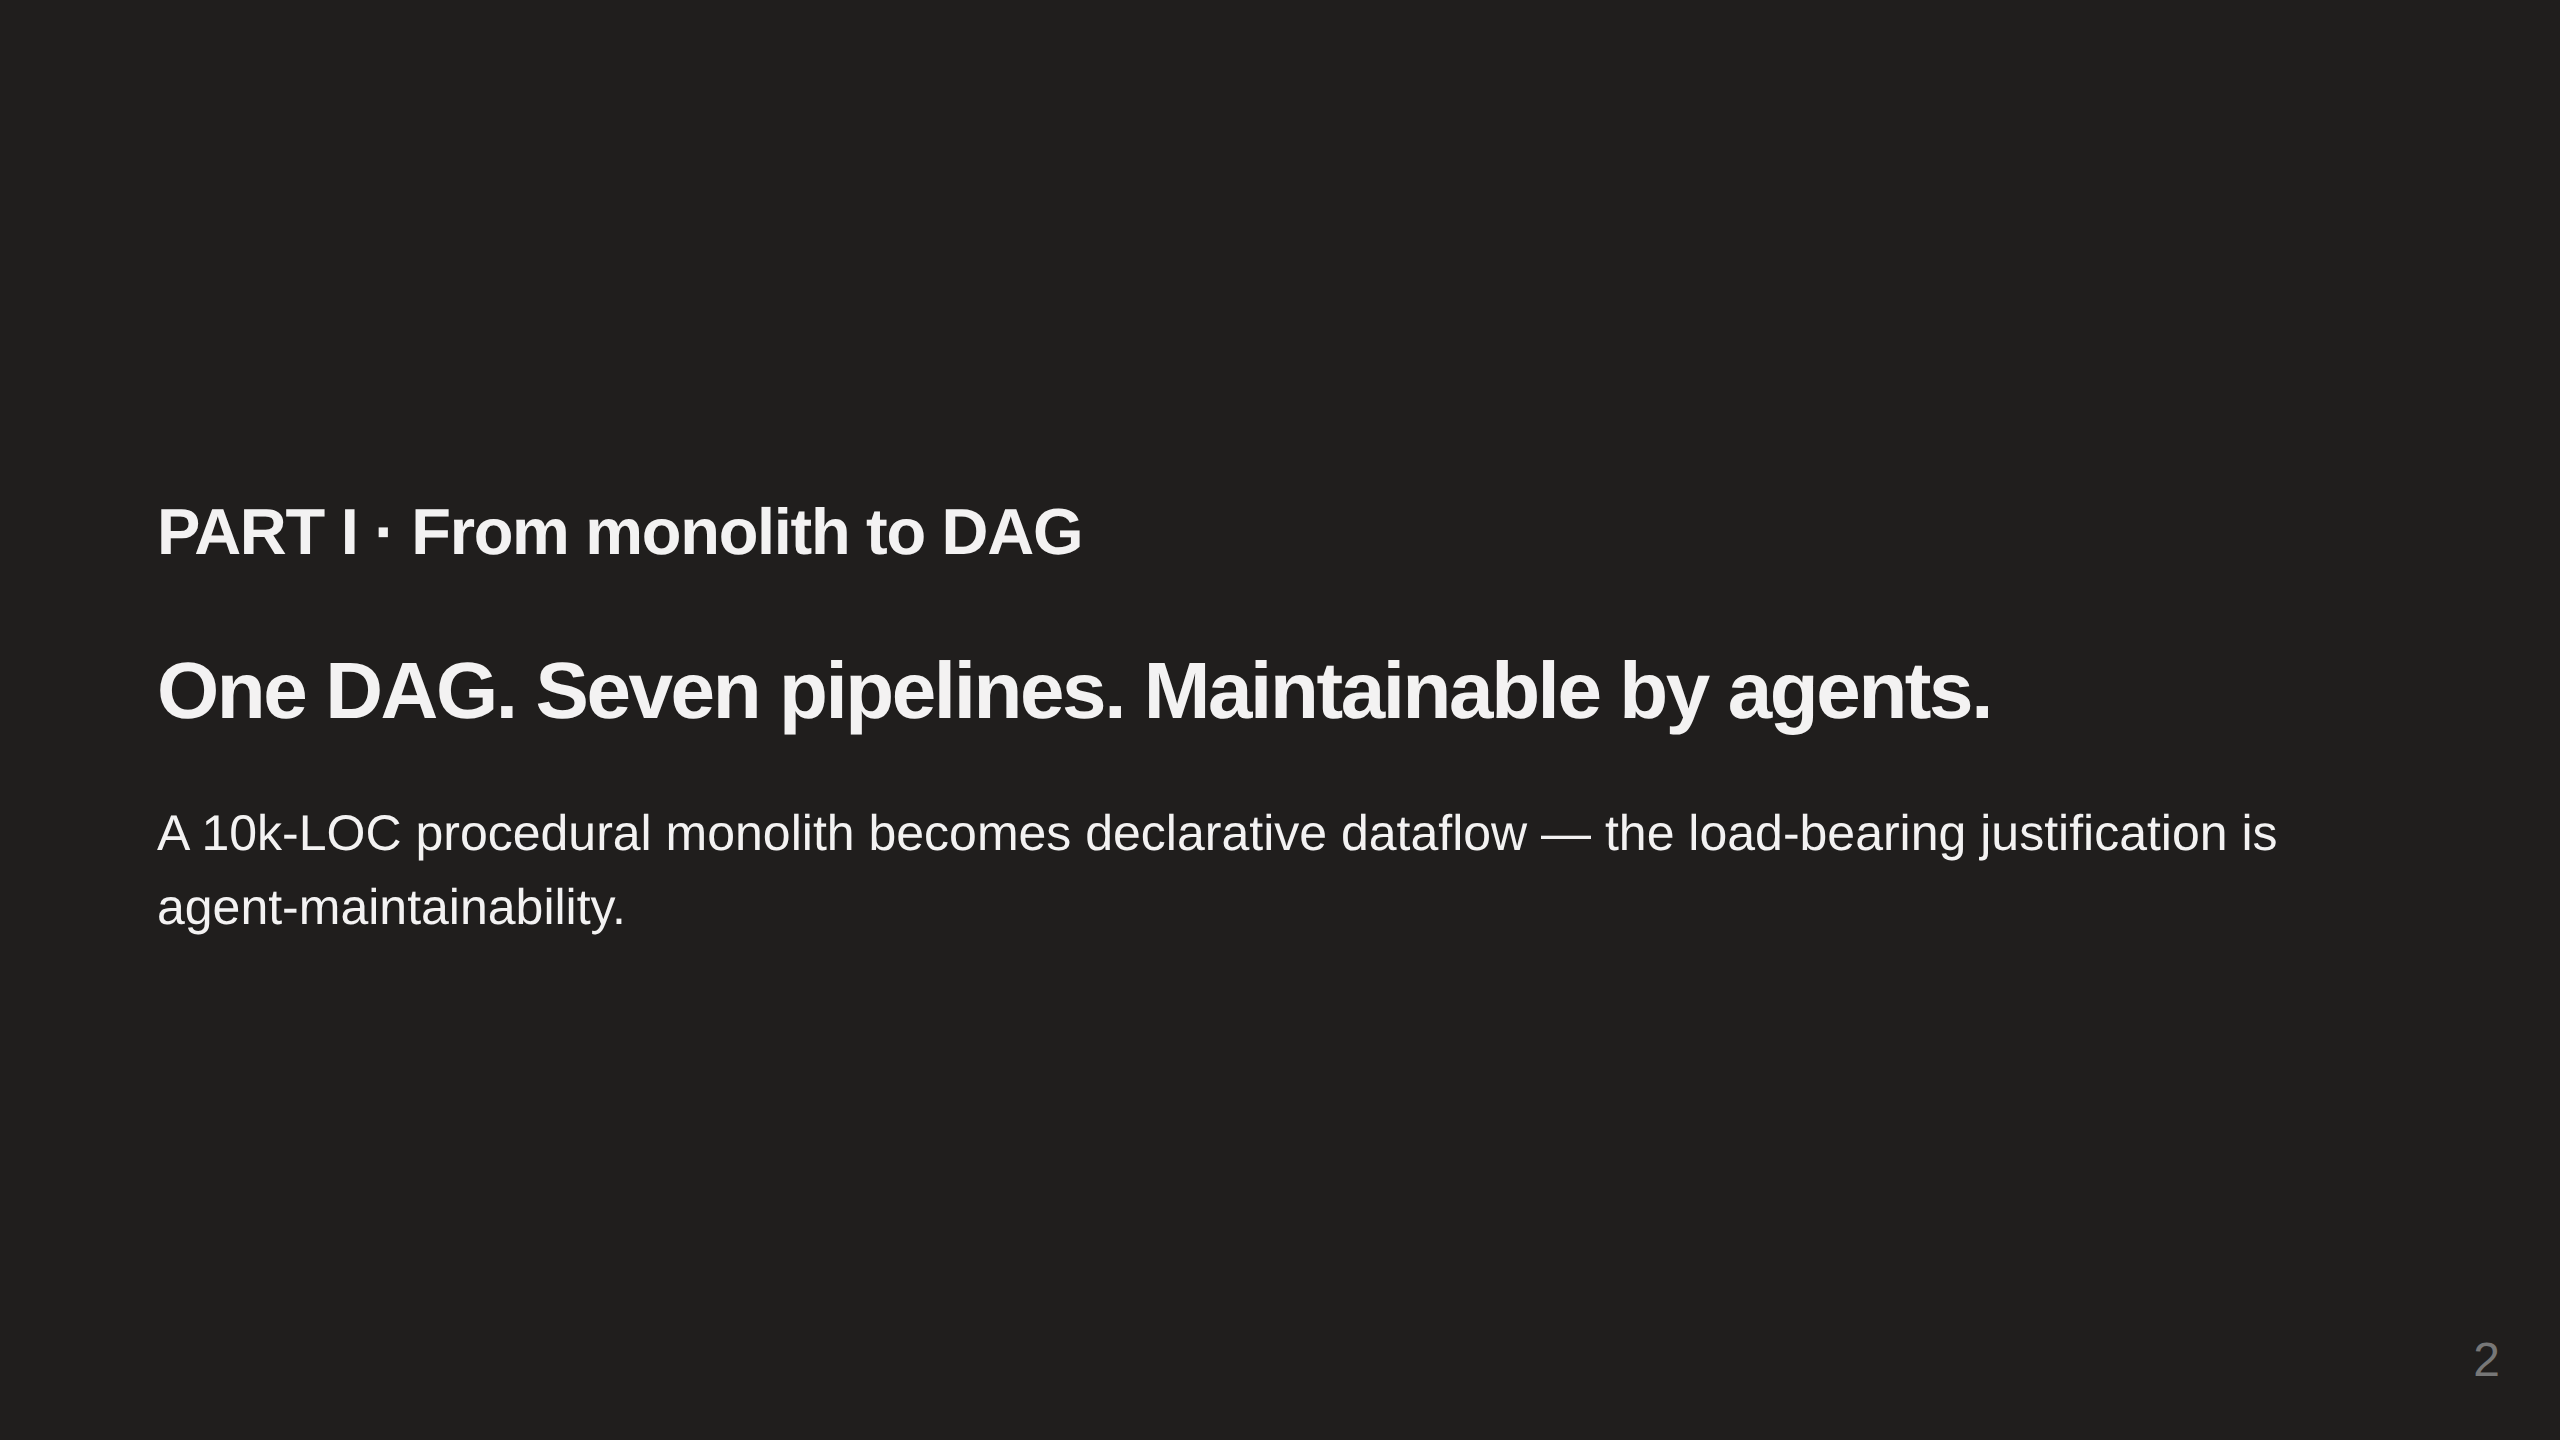 PART I · From monolith to DAG
One DAG. Seven pipelines. Maintainable by agents.
A 10k-LOC procedural monolith becomes declarative dataflow — the load-bearing justification is
agent-maintainability.
2